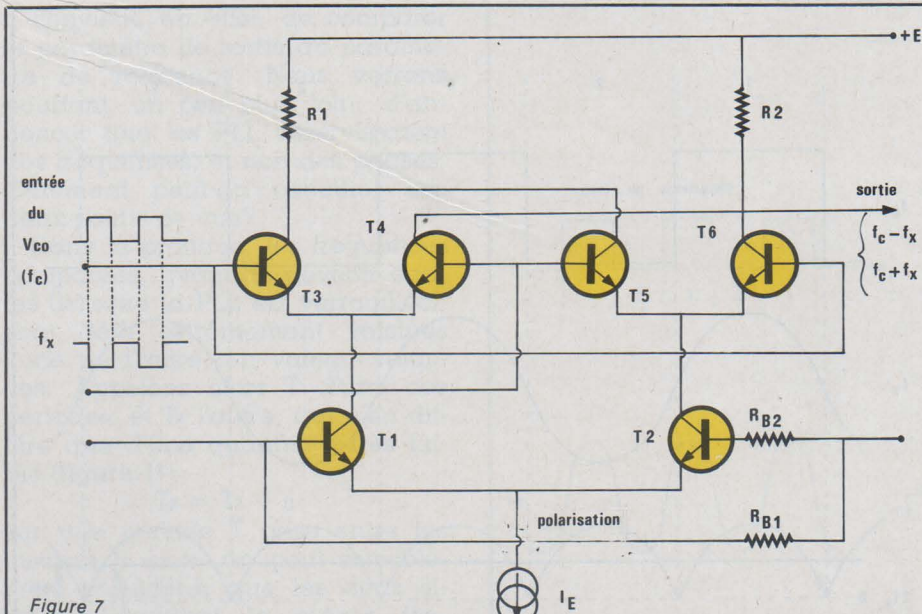 +E
R1
R2
entrée
du
VCO
(fc)
fx
T4
T3
T5
T6
sortie
fc − fx
fc + fx
T1
T2
RB2
RB1
polarisation
IE
Figure 7